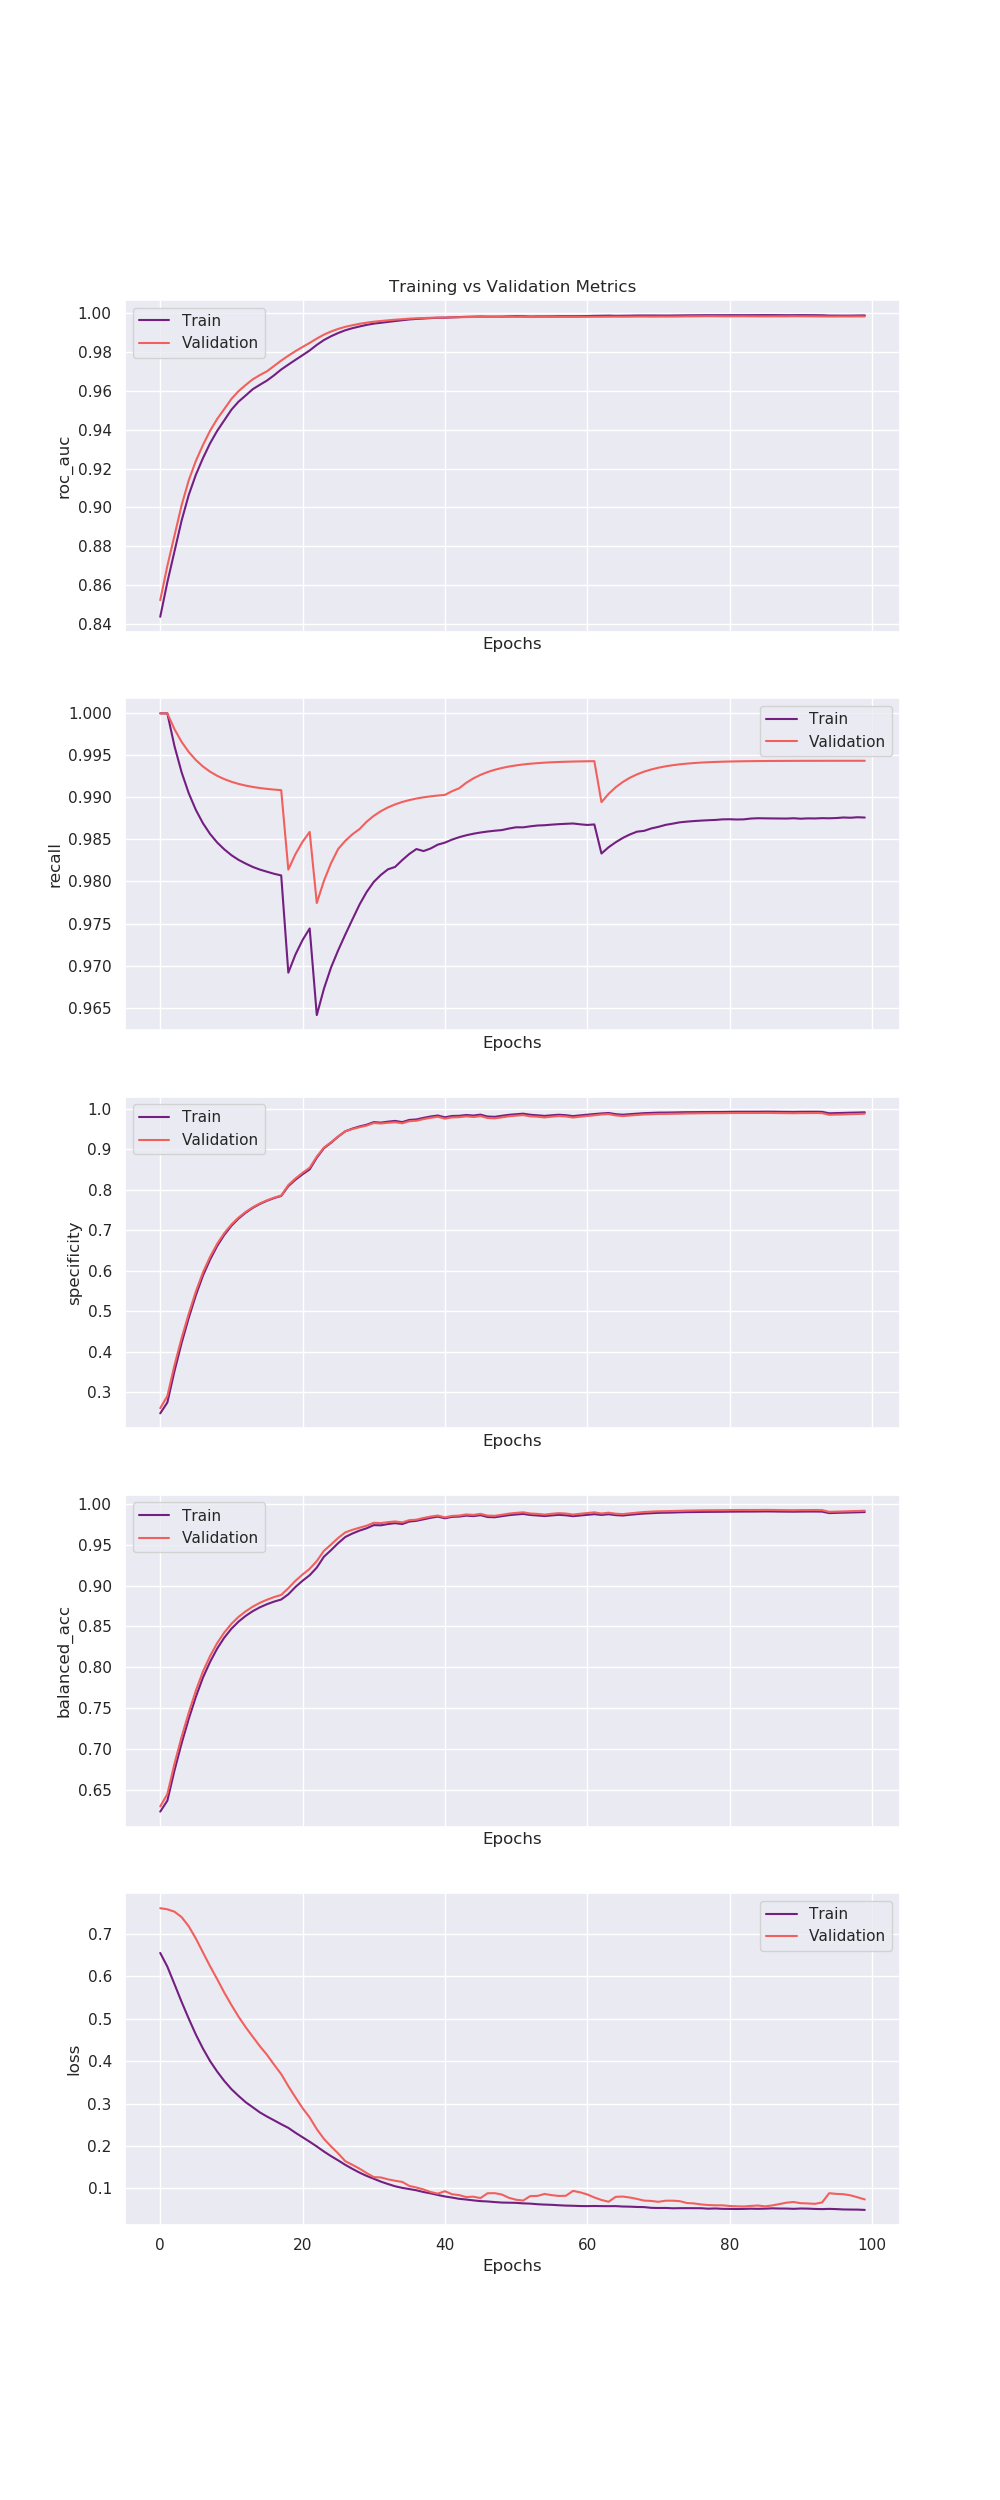 Training vs Validation Metrics
1.00
0.98
0.96
0.94
0.92
0.90
0.88
0.86
0.84
roc_auc
Train
Validation
Epochs
1.000
0.995
0.990
0.985
0.980
0.975
0.970
0.965
recall
Train
Validation
Epochs
1.0
0.9
0.8
0.7
0.6
0.5
0.4
0.3
specificity
Train
Validation
Epochs
1.00
0.95
0.90
0.85
0.80
0.75
0.70
0.65
balanced_acc
Train
Validation
Epochs
0.7
0.6
0.5
0.4
0.3
0.2
0.1
loss
Train
Validation
0 20 40 60 80 100
Epochs